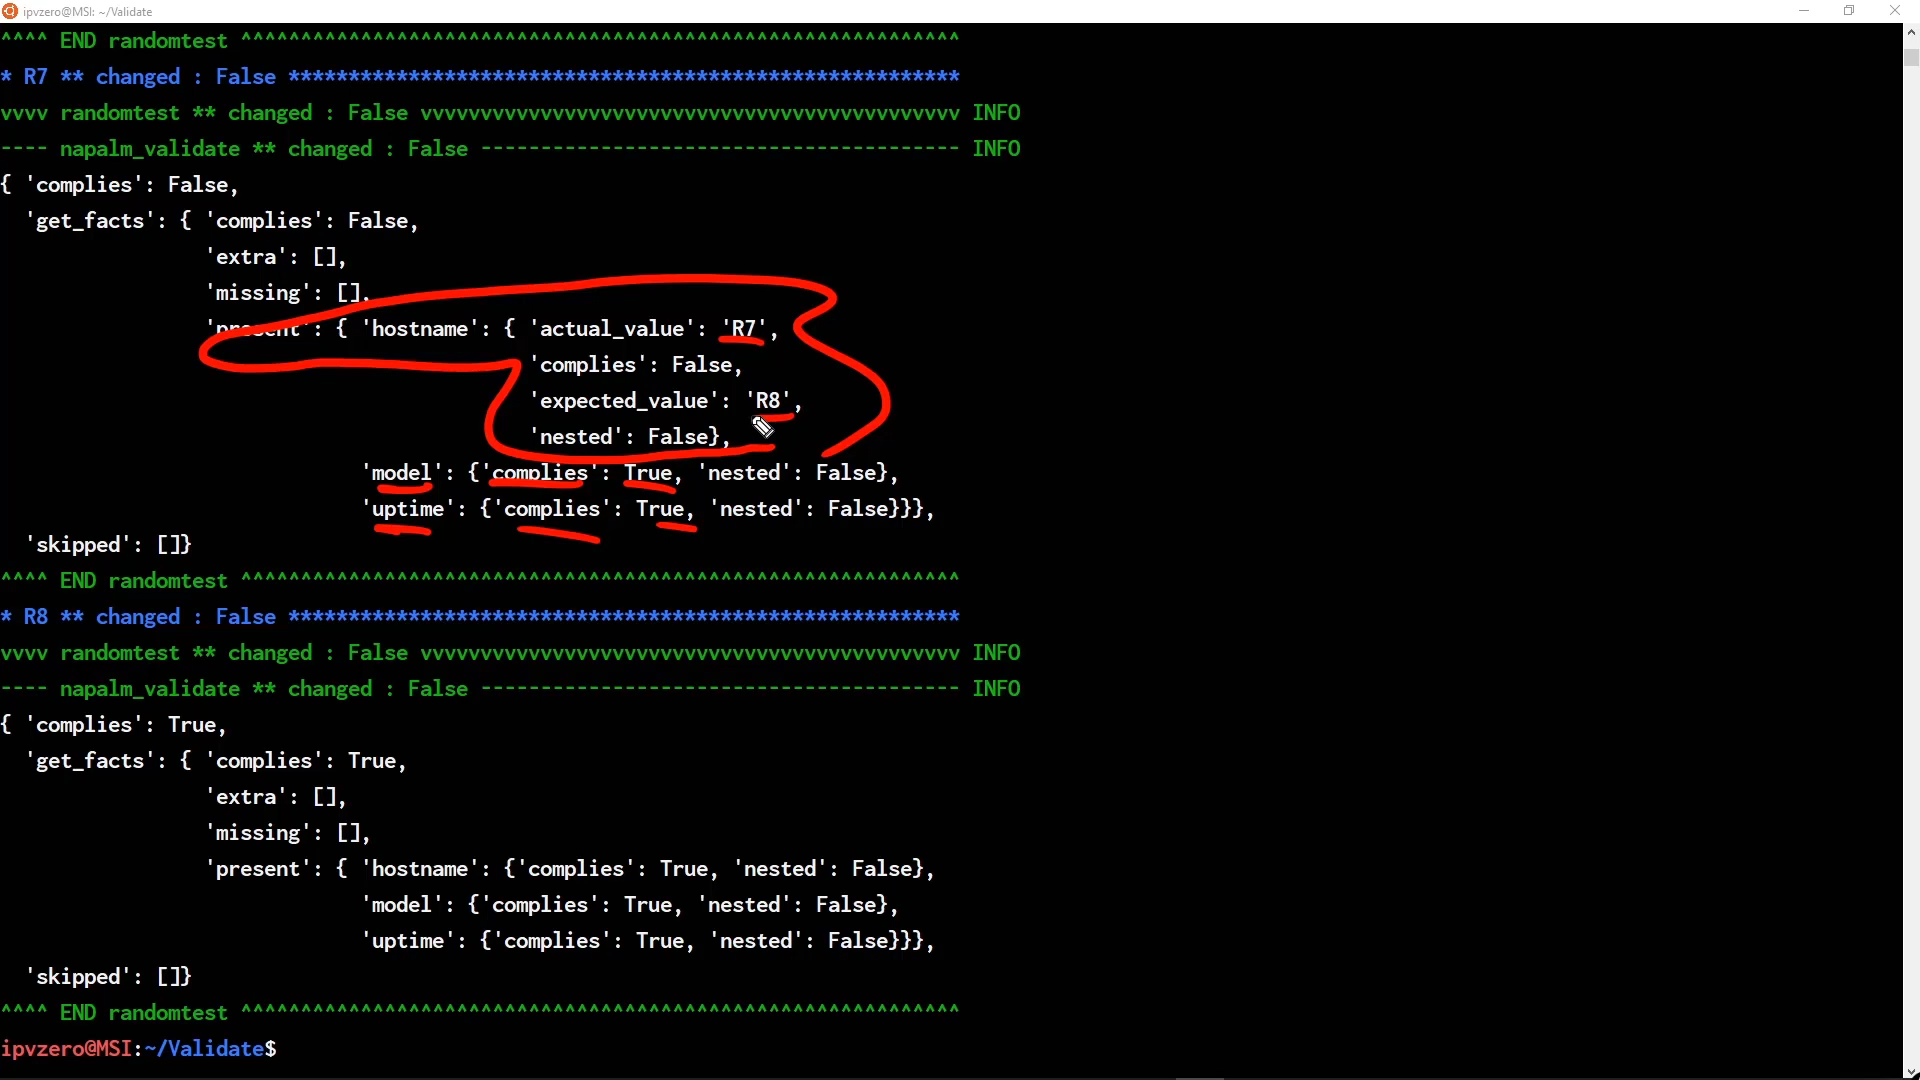 ipvzero@MSI: ~/Validate
^^^^ END randomtest ^^^^^^^^^^^^^^^^^^^^^^^^^^^^^^^^^^^^^^^^^^^^^^^^^^^^^^^^^^^^
* R7 ** changed : False ********************************************************
vvvv randomtest ** changed : False vvvvvvvvvvvvvvvvvvvvvvvvvvvvvvvvvvvvvvvvvvvvv INFO
---- napalm_validate ** changed : False ---------------------------------------- INFO
{ 'complies': False,
  'get_facts': { 'complies': False,
                 'extra': [],
                 'missing': [],
                 'present': { 'hostname': { 'actual_value': 'R7',
                                            'complies': False,
                                            'expected_value': 'R8',
                                            'nested': False},
                              'model': {'complies': True, 'nested': False},
                              'uptime': {'complies': True, 'nested': False}}},
  'skipped': []}
^^^^ END randomtest ^^^^^^^^^^^^^^^^^^^^^^^^^^^^^^^^^^^^^^^^^^^^^^^^^^^^^^^^^^^^
* R8 ** changed : False ********************************************************
vvvv randomtest ** changed : False vvvvvvvvvvvvvvvvvvvvvvvvvvvvvvvvvvvvvvvvvvvvv INFO
---- napalm_validate ** changed : False ---------------------------------------- INFO
{ 'complies': True,
  'get_facts': { 'complies': True,
                 'extra': [],
                 'missing': [],
                 'present': { 'hostname': {'complies': True, 'nested': False},
                              'model': {'complies': True, 'nested': False},
                              'uptime': {'complies': True, 'nested': False}}},
  'skipped': []}
^^^^ END randomtest ^^^^^^^^^^^^^^^^^^^^^^^^^^^^^^^^^^^^^^^^^^^^^^^^^^^^^^^^^^^^
ipvzero@MSI:~/Validate$